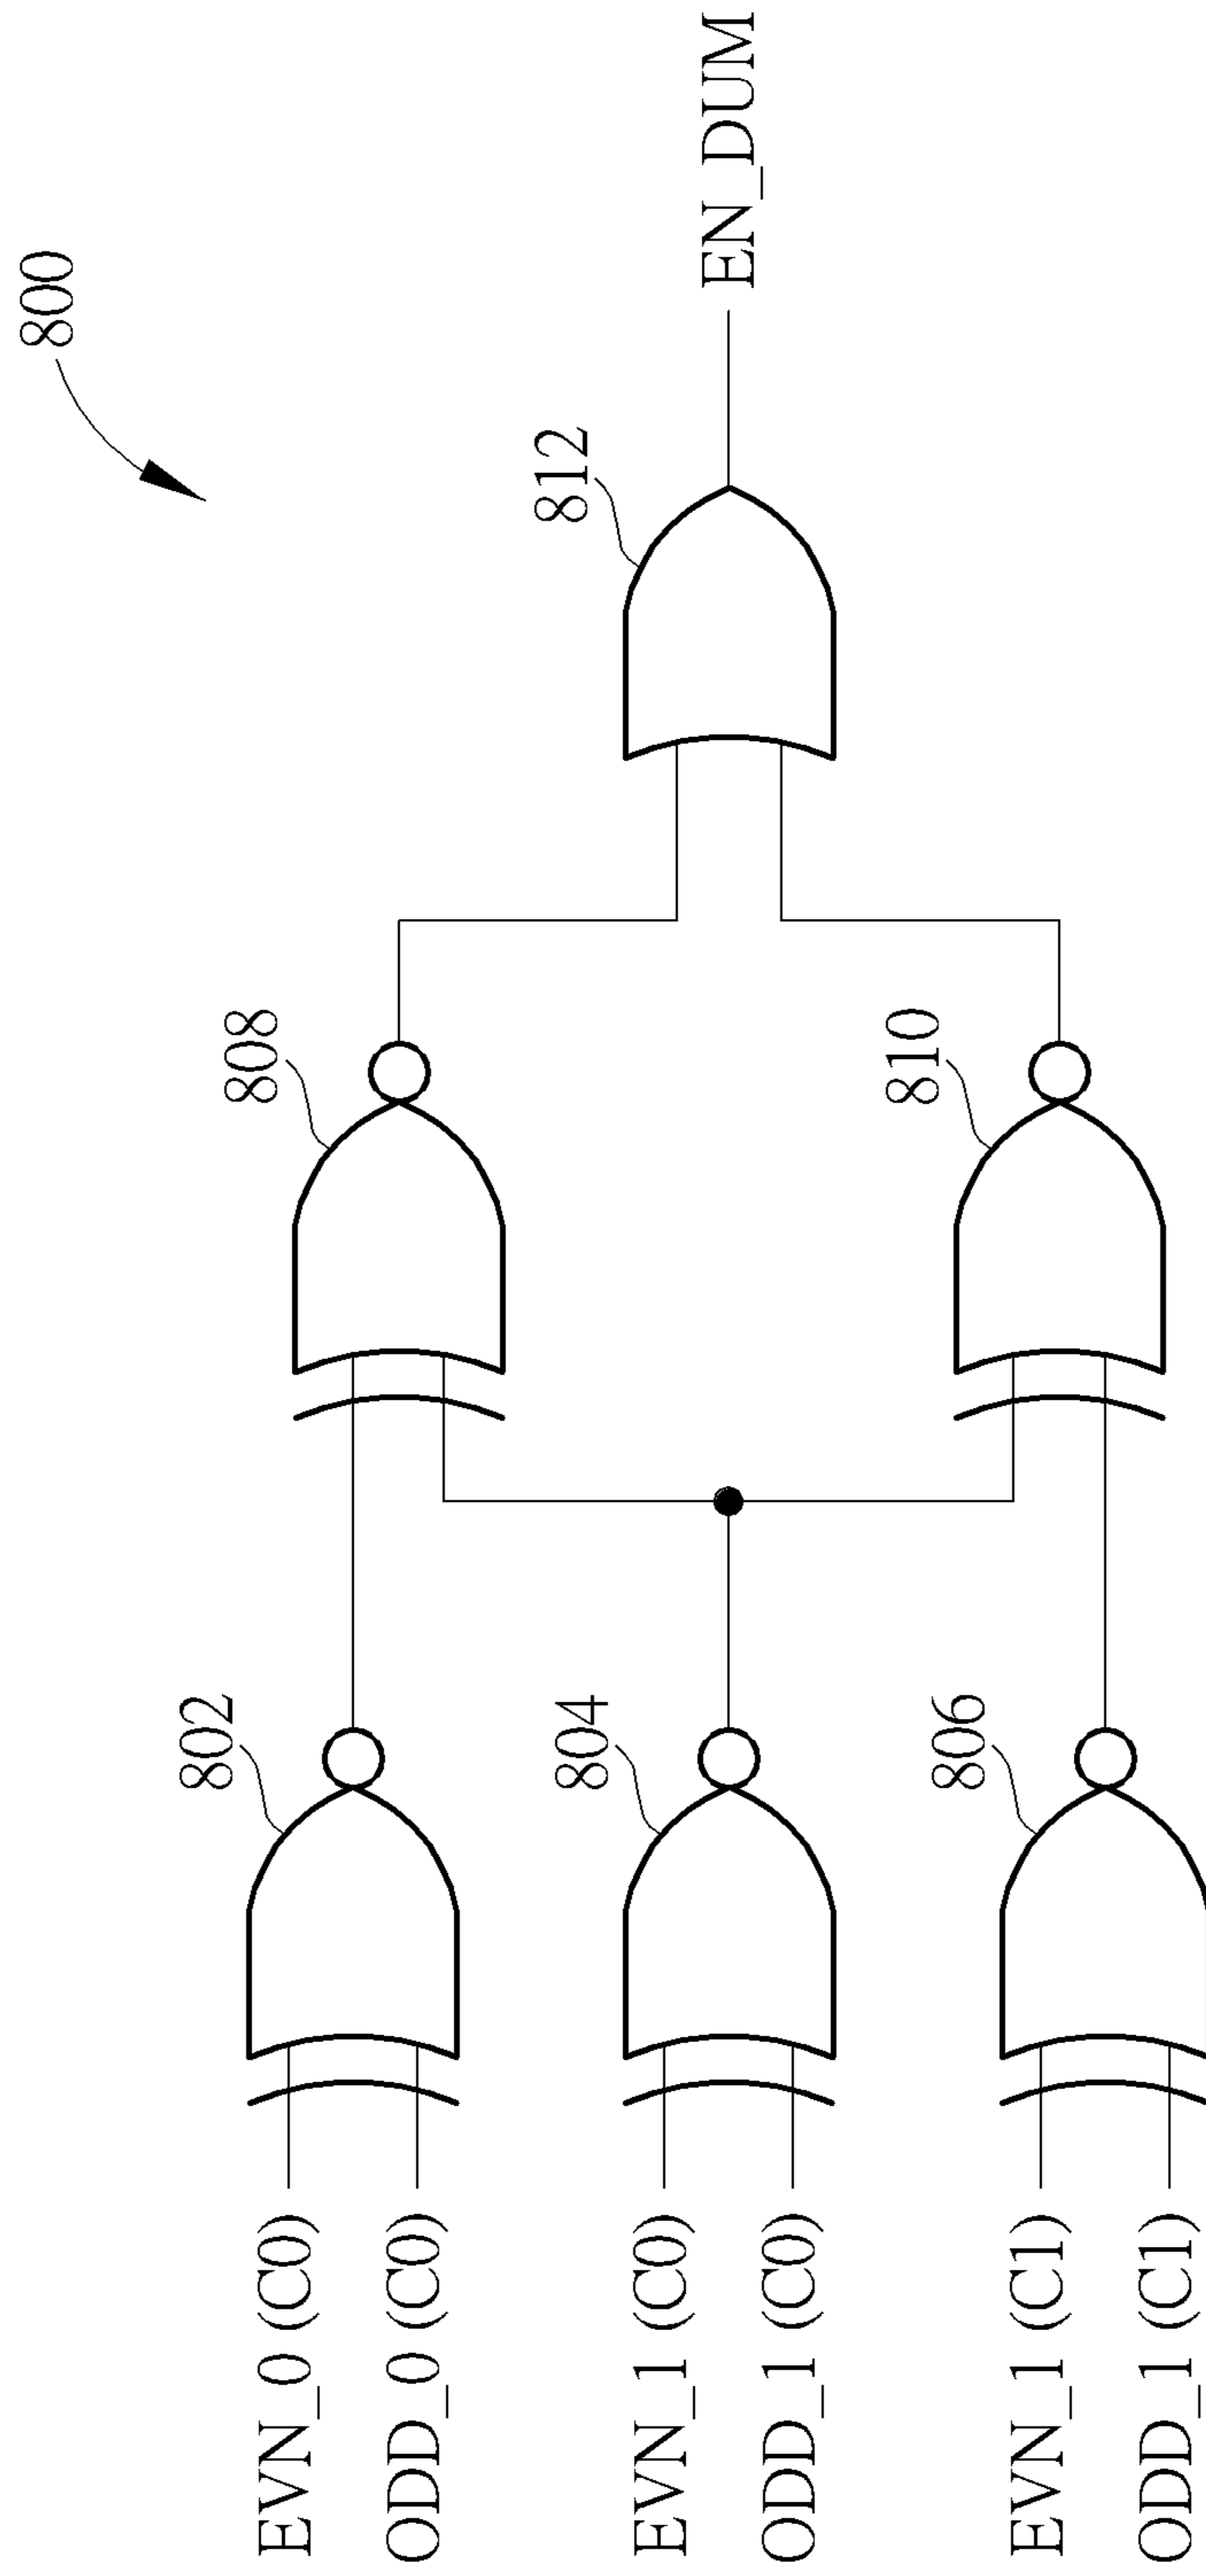 800
802
EVN_0 (C0)
ODD_0 (C0)
808
804
EVN_1 (C0)
ODD_1 (C0)
812
EN_DUM
806
EVN_1 (C1)
ODD_1 (C1)
810